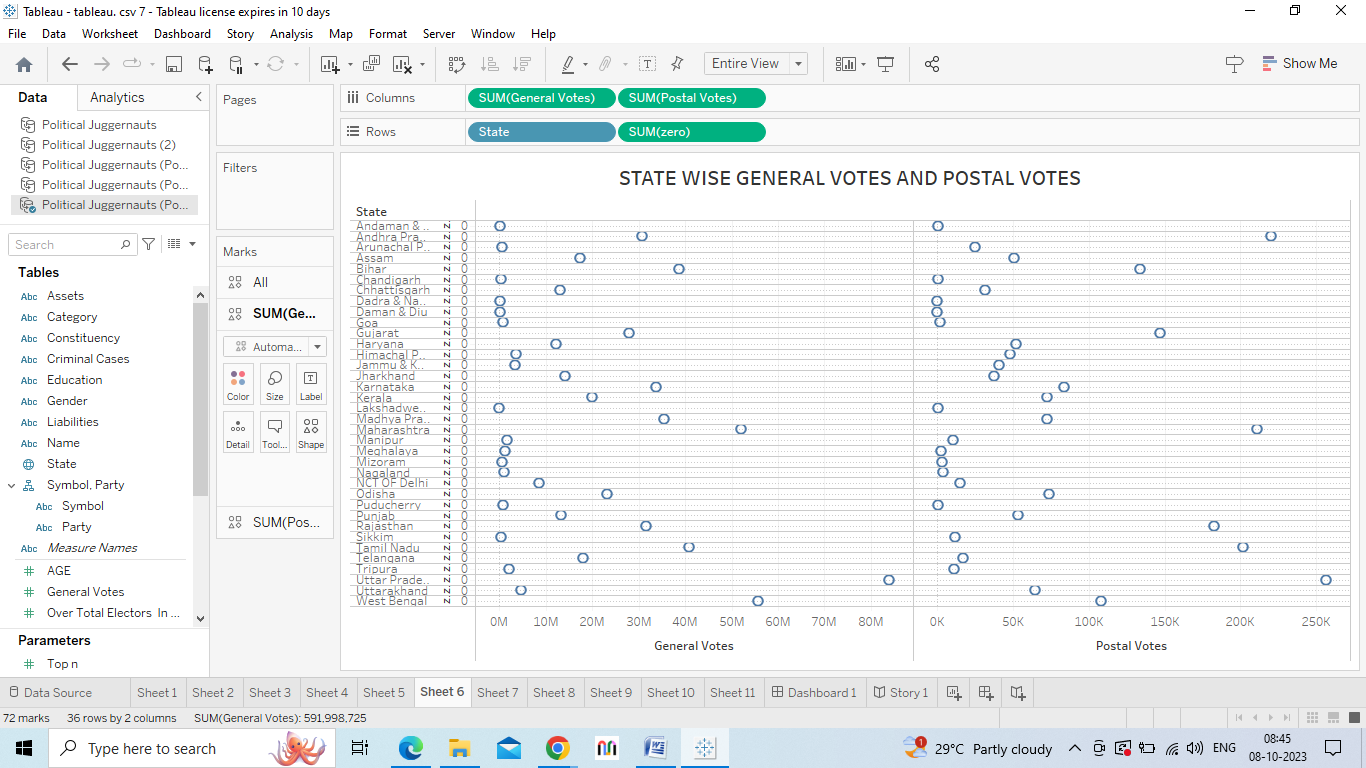 Tableau - tableau. csv 7 - Tableau license expires in 10 days
File Data Worksheet Dashboard Story Analysis Map Format Server Window Help
Entire View
Show Me
Data Analytics
Political Juggernauts
Political Juggernauts (2)
Political Juggernauts (Po...
Political Juggernauts (Po...
Political Juggernauts (Po...
Search
Tables
Abc Assets
Abc Category
Abc Constituency
Abc Criminal Cases
Abc Education
Abc Gender
Abc Liabilities
Abc Name
State
Symbol, Party
Abc Symbol
Abc Party
Abc Measure Names
AGE
General Votes
Over Total Electors In ...
Parameters
Top n
Pages
Filters
Marks
All
SUM(Ge...
Automa...
Color Size Label
Detail Tool... Shape
SUM(Pos...
Columns SUM(General Votes) SUM(Postal Votes)
Rows State SUM(zero)
STATE WISE GENERAL VOTES AND POSTAL VOTES
State
Andaman & .. Z 0
Andhra Pra.. Z 0
Arunachal P.. Z 0
Assam Z 0
Bihar Z 0
Chandigarh Z 0
Chhattisgarh Z 0
Dadra & Na.. Z 0
Daman & Diu Z 0
Goa Z 0
Gujarat Z 0
Haryana Z 0
Himachal P.. Z 0
Jammu & K.. Z 0
Jharkhand Z 0
Karnataka Z 0
Kerala Z 0
Lakshadwe.. Z 0
Madhya Pra.. Z 0
Maharashtra Z 0
Manipur Z 0
Meghalaya Z 0
Mizoram Z 0
Nagaland Z 0
NCT OF Delhi Z 0
Odisha Z 0
Puducherry Z 0
Punjab Z 0
Rajasthan Z 0
Sikkim Z 0
Tamil Nadu Z 0
Telangana Z 0
Tripura Z 0
Uttar Prade.. Z 0
Uttarakhand Z 0
West Bengal Z 0
0M 10M 20M 30M 40M 50M 60M 70M 80M 0K 50K 100K 150K 200K 250K
General Votes Postal Votes
Data Source Sheet 1 Sheet 2 Sheet 3 Sheet 4 Sheet 5 Sheet 6 Sheet 7 Sheet 8 Sheet 9 Sheet 10 Sheet 11 Dashboard 1 Story 1
72 marks 36 rows by 2 columns SUM(General Votes): 591,998,725
Type here to search
1 29°C Partly cloudy ENG 08:45
08-10-2023